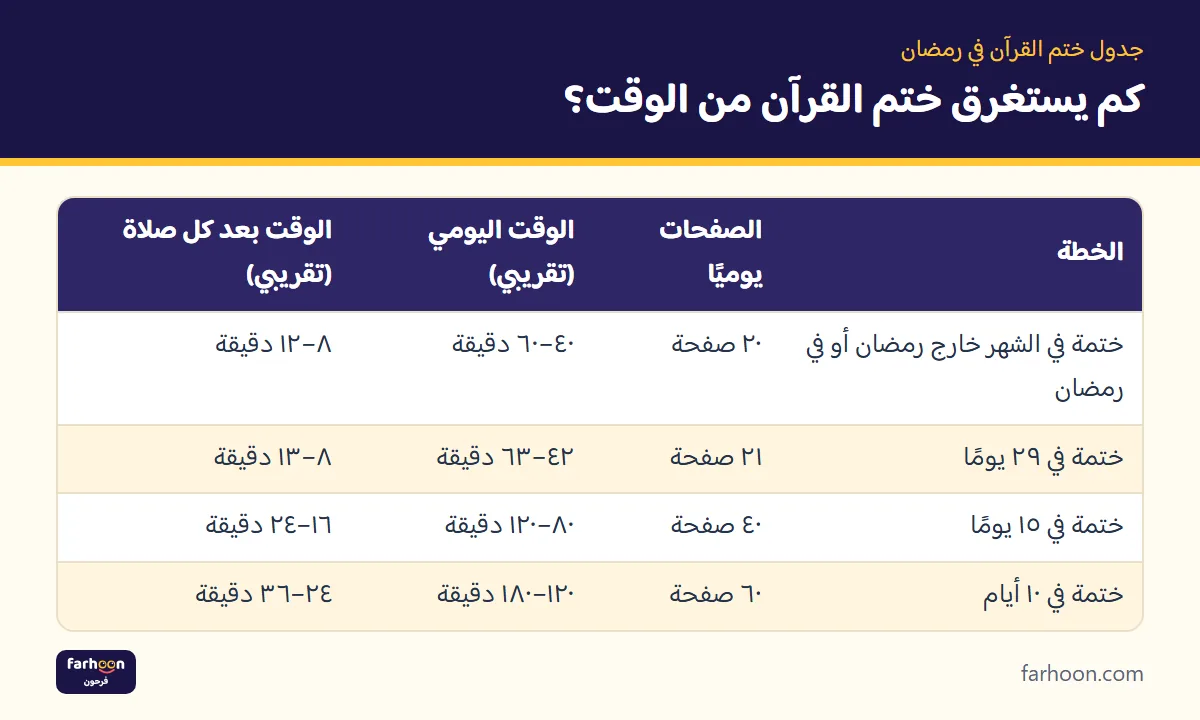 جدول ختم القرآن في رمضان
كم يستغرق ختم القرآن من الوقت؟
الخطة
الصفحات
يوميًا
الوقت اليومي
(تقريبي)
الوقت بعد كل صلاة
(تقريبي)
ختمة في الشهر خارج رمضان أو في
رمضان
٢٠ صفحة
٤٠–٦٠ دقيقة
٨–١٢ دقيقة
ختمة في ٢٩ يومًا
٢١ صفحة
٤٢–٦٣ دقيقة
٨–١٣ دقيقة
ختمة في ١٥ يومًا
٤٠ صفحة
٨٠–١٢٠ دقيقة
١٦–٢٤ دقيقة
ختمة في ١٠ أيام
٦٠ صفحة
١٢٠–١٨٠ دقيقة
٢٤–٣٦ دقيقة
farhoon
فرحون
farhoon.com